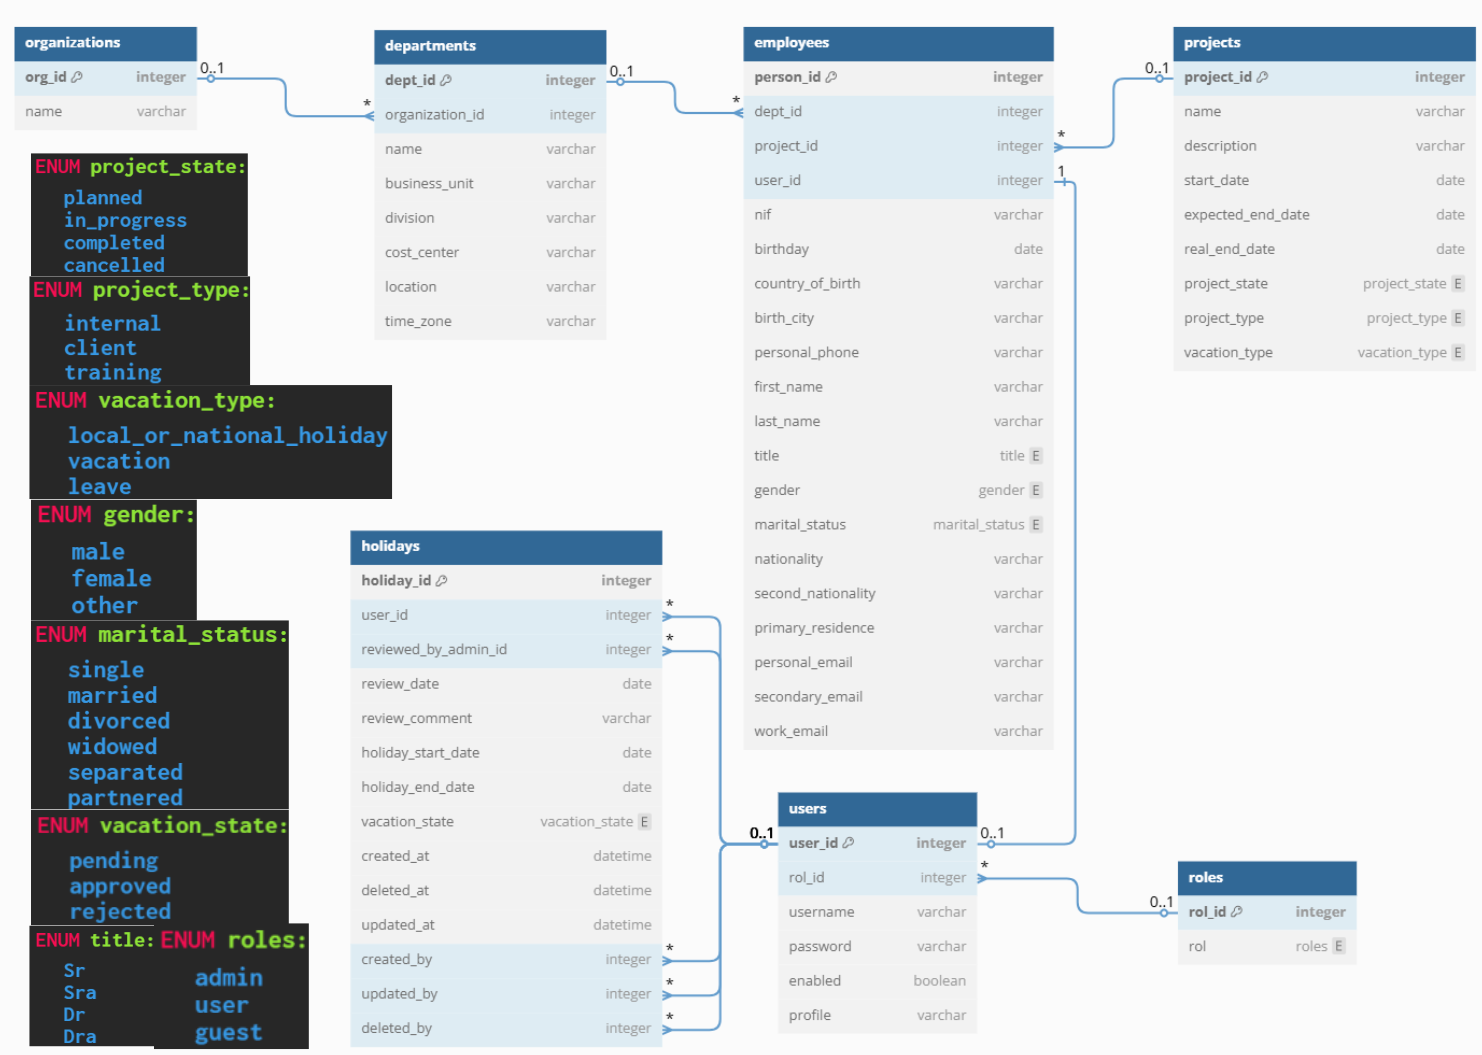 organizations
org_id integer
name varchar
0..1
*
departments
dept_id integer
organization_id integer
name varchar
business_unit varchar
division varchar
cost_center varchar
location varchar
time_zone varchar
0..1
*
employees
person_id integer
dept_id integer
project_id integer
user_id integer
nif varchar
birthday date
country_of_birth varchar
birth_city varchar
personal_phone varchar
first_name varchar
last_name varchar
title title E
gender gender E
marital_status marital_status E
nationality varchar
second_nationality varchar
primary_residence varchar
personal_email varchar
secondary_email varchar
work_email varchar
0..1
*
1
projects
project_id integer
name varchar
description varchar
start_date date
expected_end_date date
real_end_date date
project_state project_state E
project_type project_type E
vacation_type vacation_type E
ENUM project_state:
planned
in_progress
completed
cancelled
ENUM project_type:
internal
client
training
ENUM vacation_type:
local_or_national_holiday
vacation
leave
ENUM gender:
male
female
other
ENUM marital_status:
single
married
divorced
widowed
separated
partnered
ENUM vacation_state:
pending
approved
rejected
ENUM title:
Sr
Sra
Dr
Dra
ENUM roles:
admin
user
guest
holidays
holiday_id integer
user_id integer
reviewed_by_admin_id integer
review_date date
review_comment varchar
holiday_start_date date
holiday_end_date date
vacation_state vacation_state E
created_at datetime
deleted_at datetime
updated_at datetime
created_by integer
updated_by integer
deleted_by integer
*
*
*
*
*
0..1
users
user_id integer
rol_id integer
username varchar
password varchar
enabled boolean
profile varchar
0..1
*
0..1
roles
rol_id integer
rol roles E